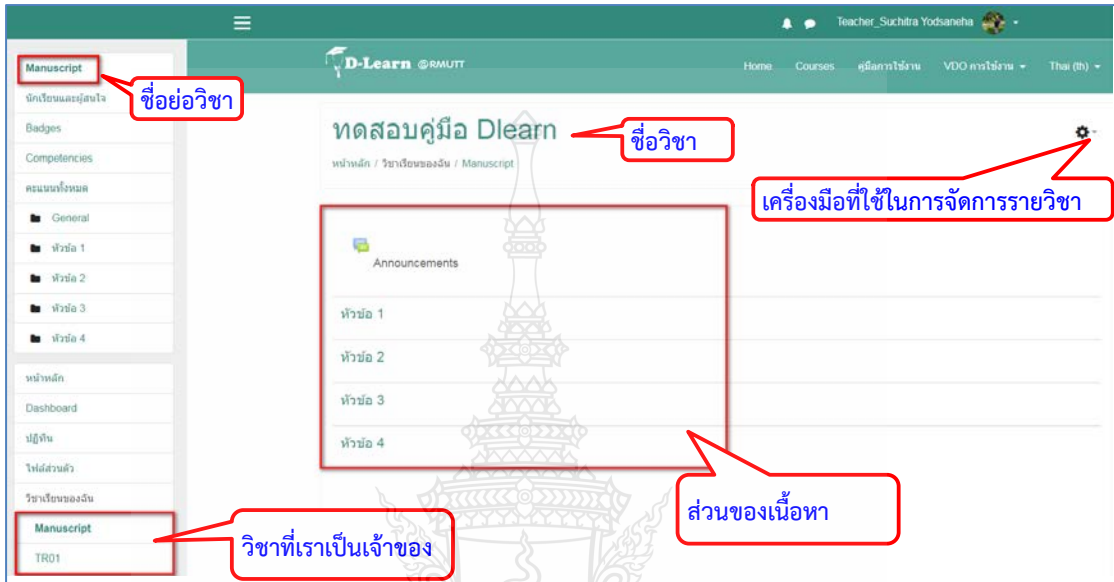 Teacher_Suchitra Yodsaneha
D-Learn @RMUTT
Home Courses คู่มือการใช้งาน VDO การใช้งาน Thai (th)
Manuscript
ชื่อย่อวิชา
นักเรียนและผู้สนใจ
Badges
Competencies
คะแนนทั้งหมด
General
หัวข้อ 1
หัวข้อ 2
หัวข้อ 3
หัวข้อ 4
หน้าหลัก
Dashboard
ปฏิทิน
ไฟล์ส่วนตัว
วิชาเรียนของฉัน
Manuscript
TR01
วิชาที่เราเป็นเจ้าของ
ทดสอบคู่มือ Dlearn
ชื่อวิชา
หน้าหลัก / วิชาเรียนของฉัน / Manuscript
เครื่องมือที่ใช้ในการจัดการรายวิชา
Announcements
หัวข้อ 1
หัวข้อ 2
หัวข้อ 3
หัวข้อ 4
ส่วนของเนื้อหา